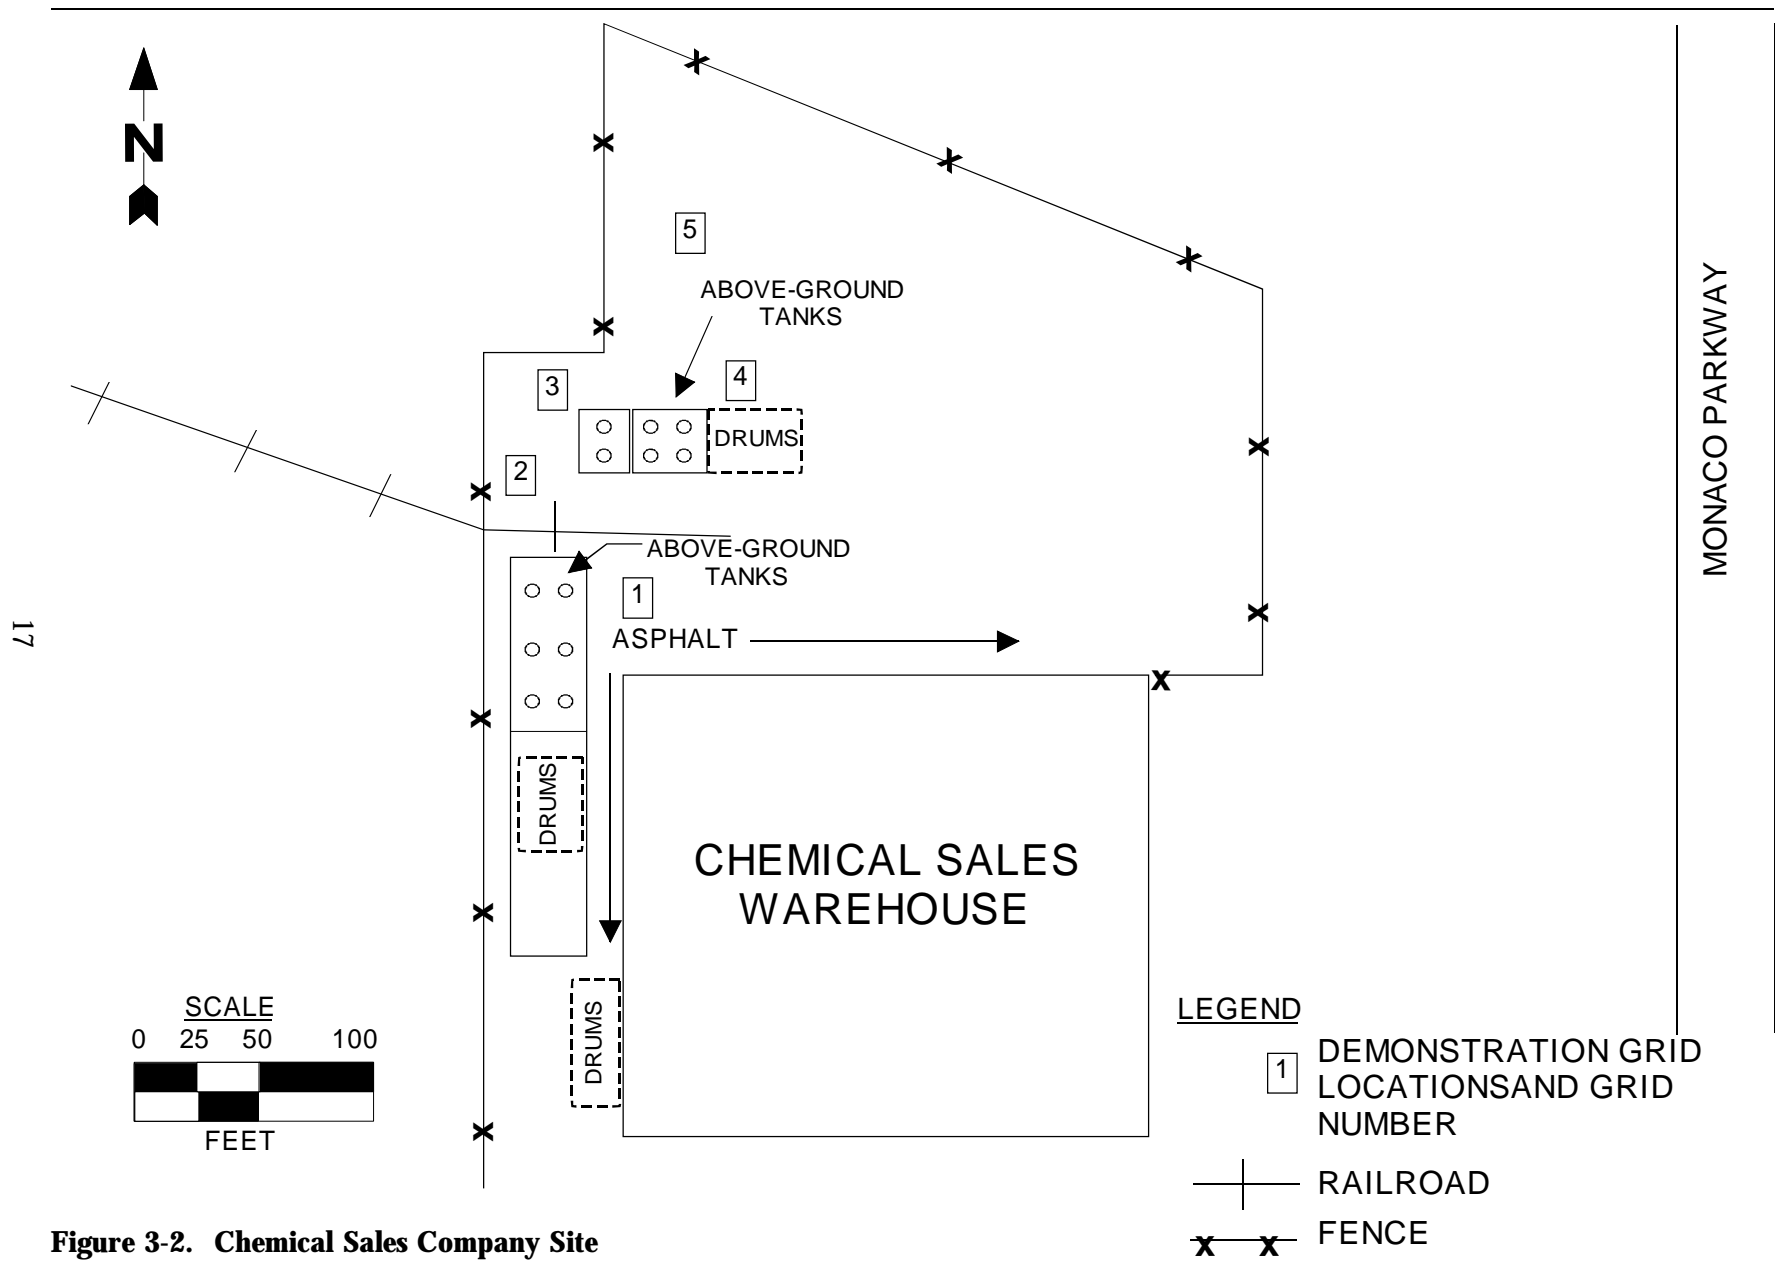 N
5
ABOVE-GROUND
TANKS
3
4
DRUMS
2
ABOVE-GROUND
TANKS
1
ASPHALT
MONACO PARKWAY
17
DRUMS
CHEMICAL SALES
WAREHOUSE
DRUMS
SCALE
0 25 50 100
FEET
LEGEND
1
DEMONSTRATION GRID
LOCATIONSAND GRID
NUMBER
RAILROAD
x x FENCE
Figure 3-2. Chemical Sales Company Site